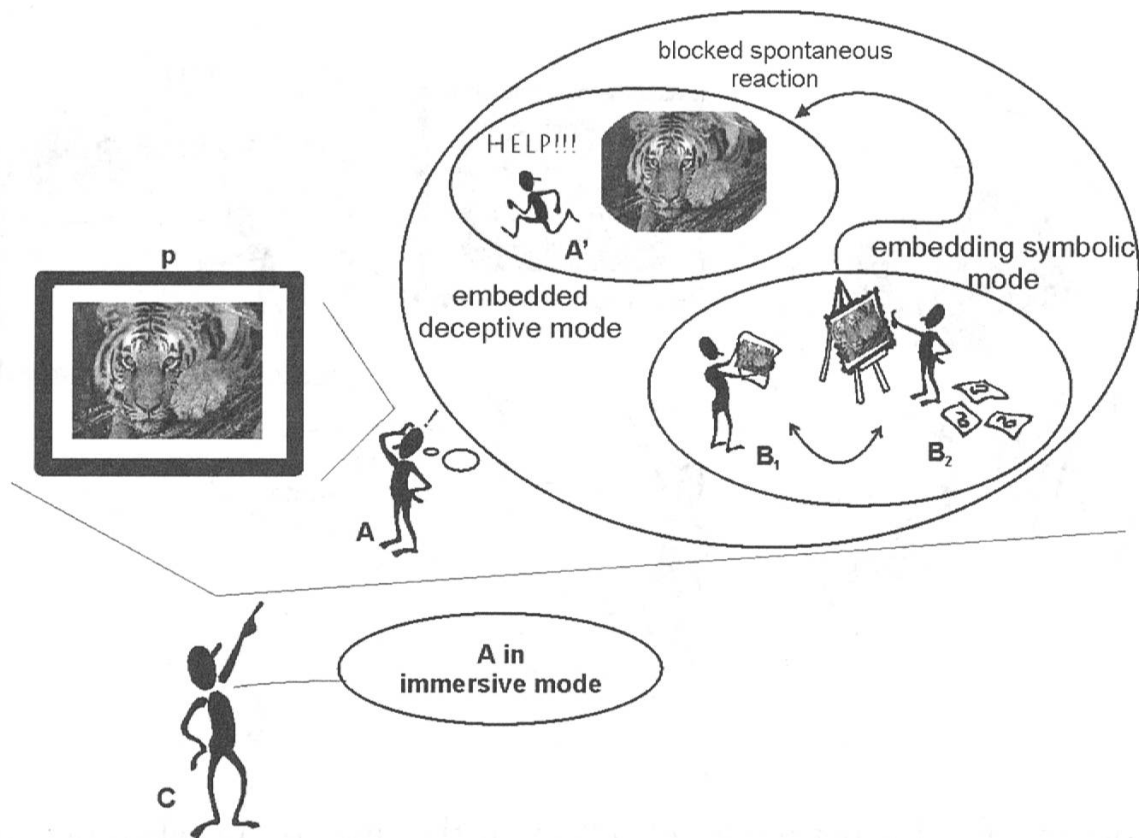 blocked spontaneous
reaction
HELP!!!
A'
p
embedding symbolic
mode
embedded
deceptive mode
B₁
B₂
A
A in
immersive mode
C